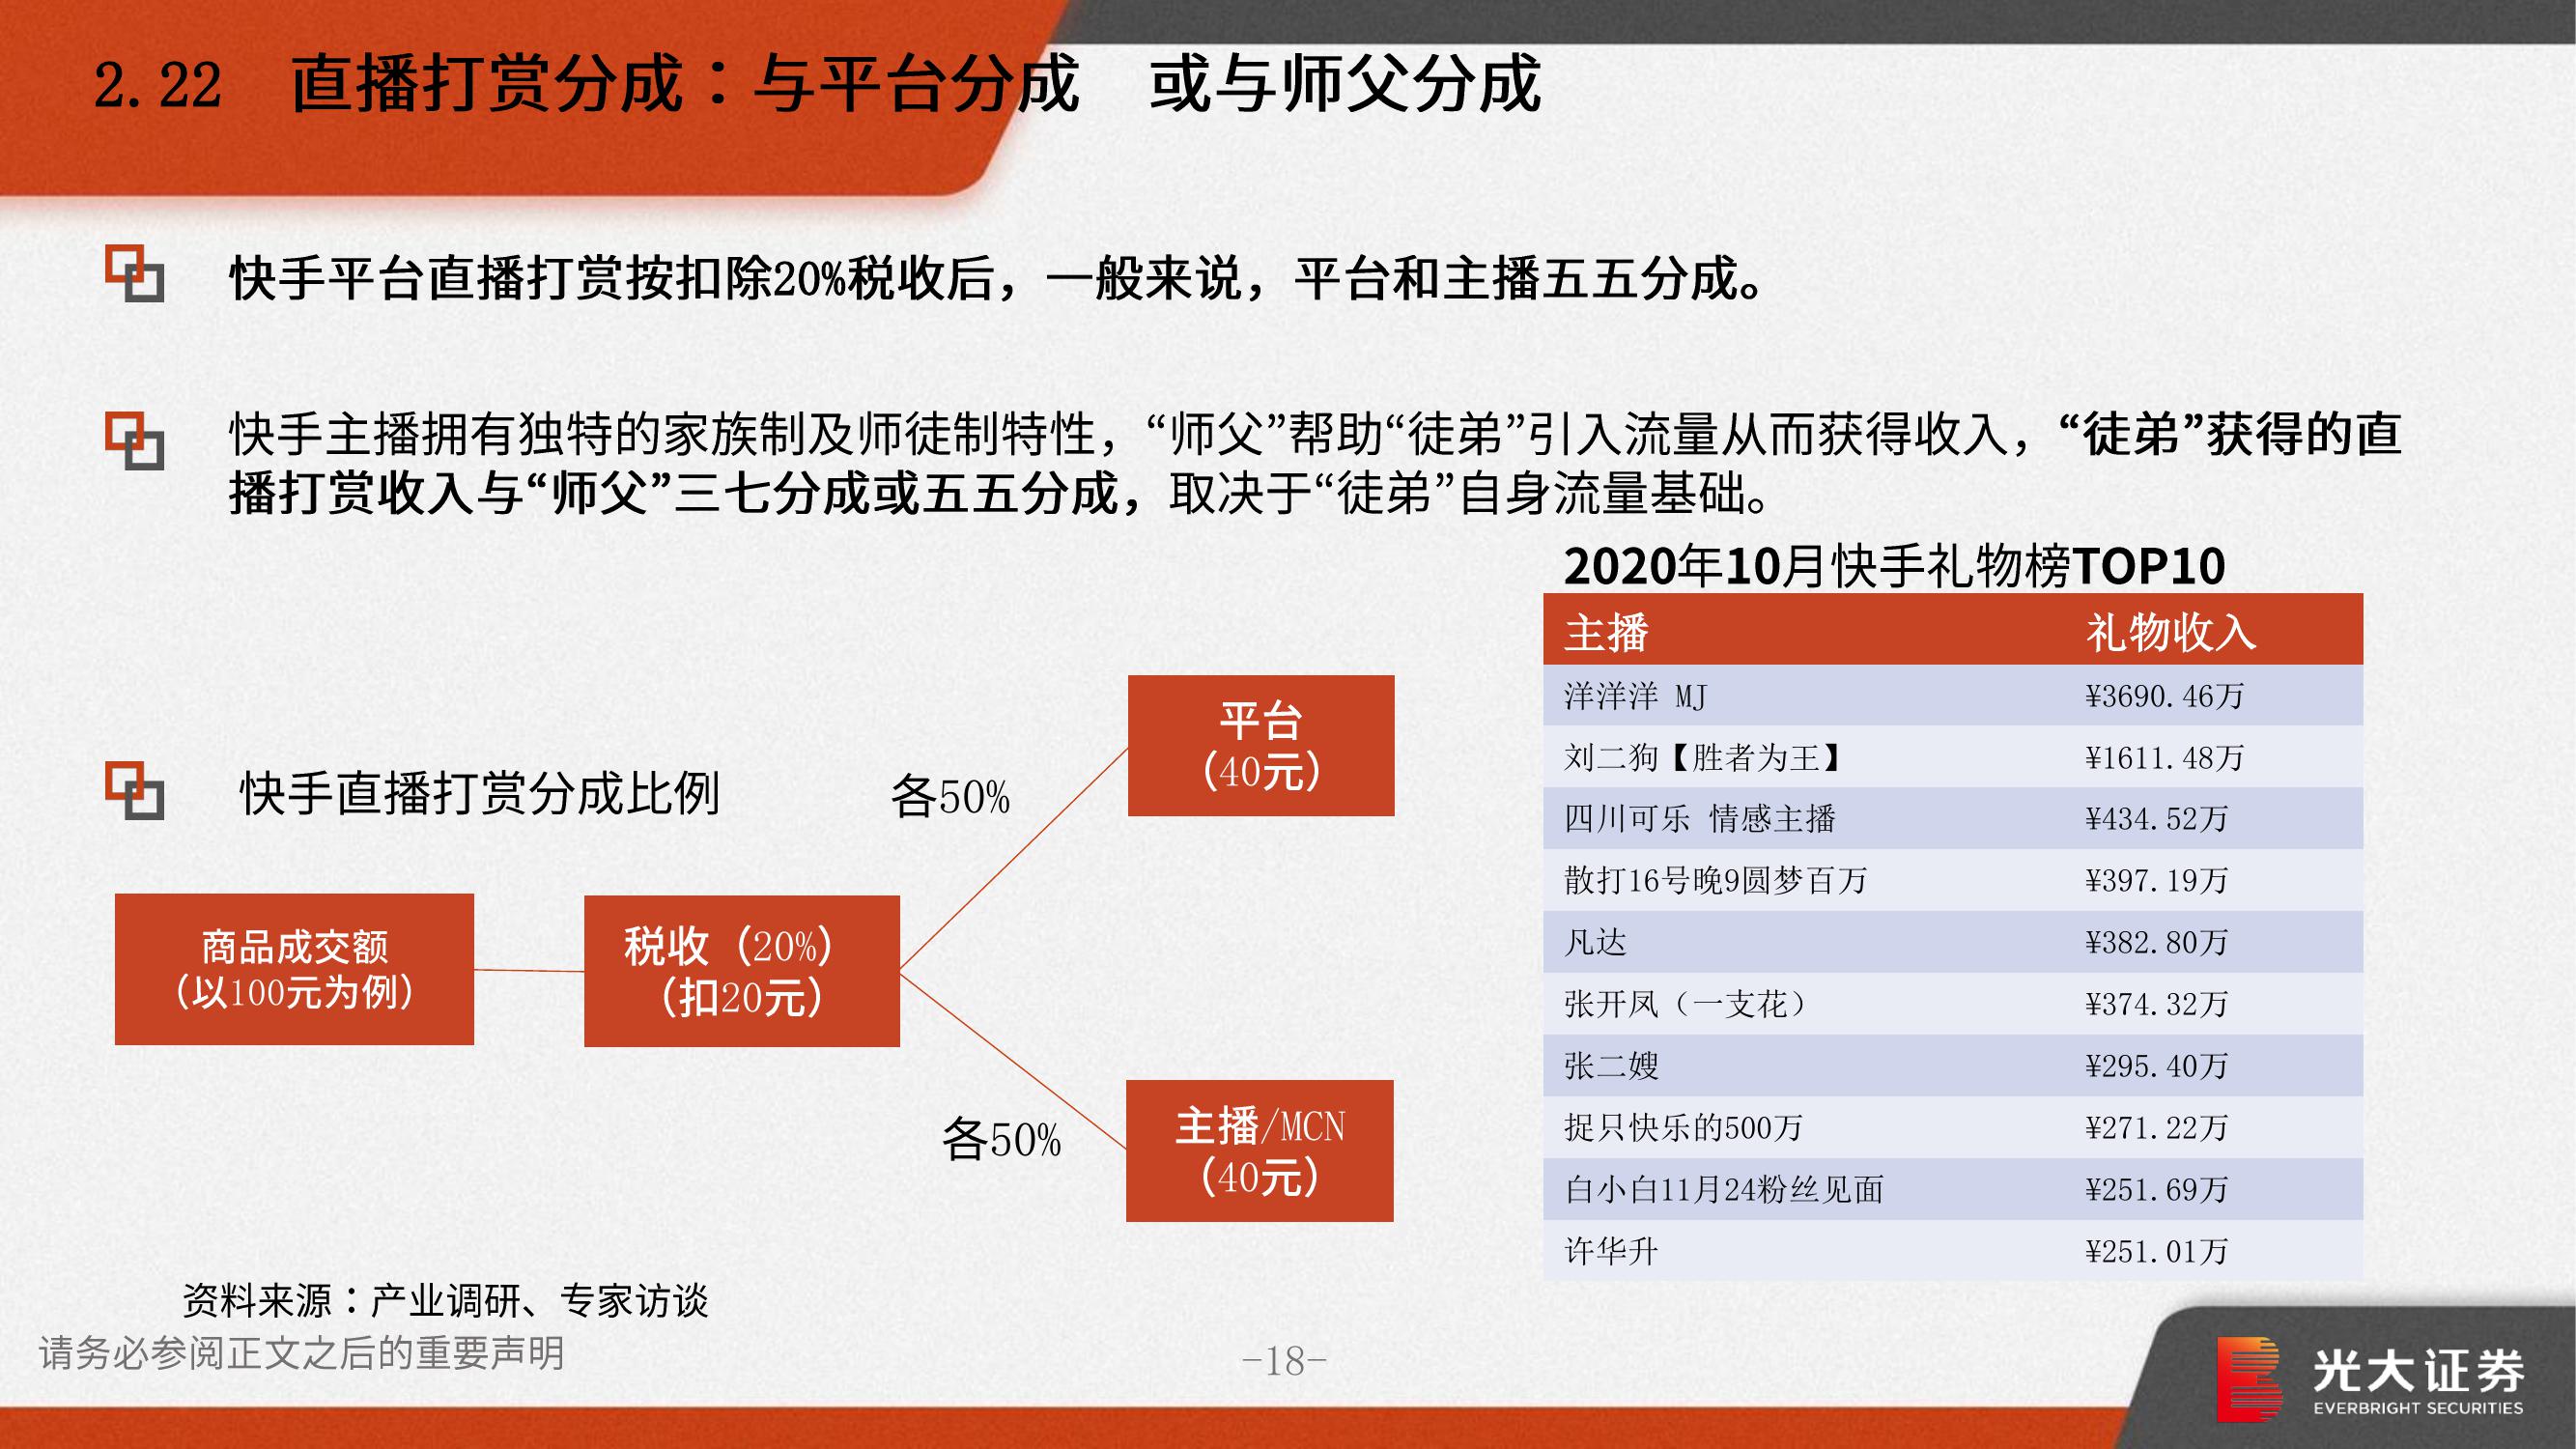 2.22 直播打赏分成：与平台分成 或与师父分成
快手平台直播打赏按扣除20%税收后，一般来说，平台和主播五五分成。
快手主播拥有独特的家族制及师徒制特性，“师父”帮助“徒弟”引入流量从而获得收入，“徒弟”获得的直
播打赏收入与“师父”三七分成或五五分成，取决于“徒弟”自身流量基础。
快手直播打赏分成比例
商品成交额
（以100元为例）
税收（20%）
（扣20元）
各50%
平台
（40元）
各50%
主播/MCN
（40元）
2020年10月快手礼物榜TOP10
主播 礼物收入
洋洋洋 MJ ¥3690.46万
刘二狗【胜者为王】 ¥1611.48万
四川可乐 情感主播 ¥434.52万
散打16号晚9圆梦百万 ¥397.19万
凡达 ¥382.80万
张开凤（一支花） ¥374.32万
张二嫂 ¥295.40万
捉只快乐的500万 ¥271.22万
白小白11月24粉丝见面 ¥251.69万
许华升 ¥251.01万
资料来源：产业调研、专家访谈
请务必参阅正文之后的重要声明
-18-
光大证券
EVERBRIGHT SECURITIES